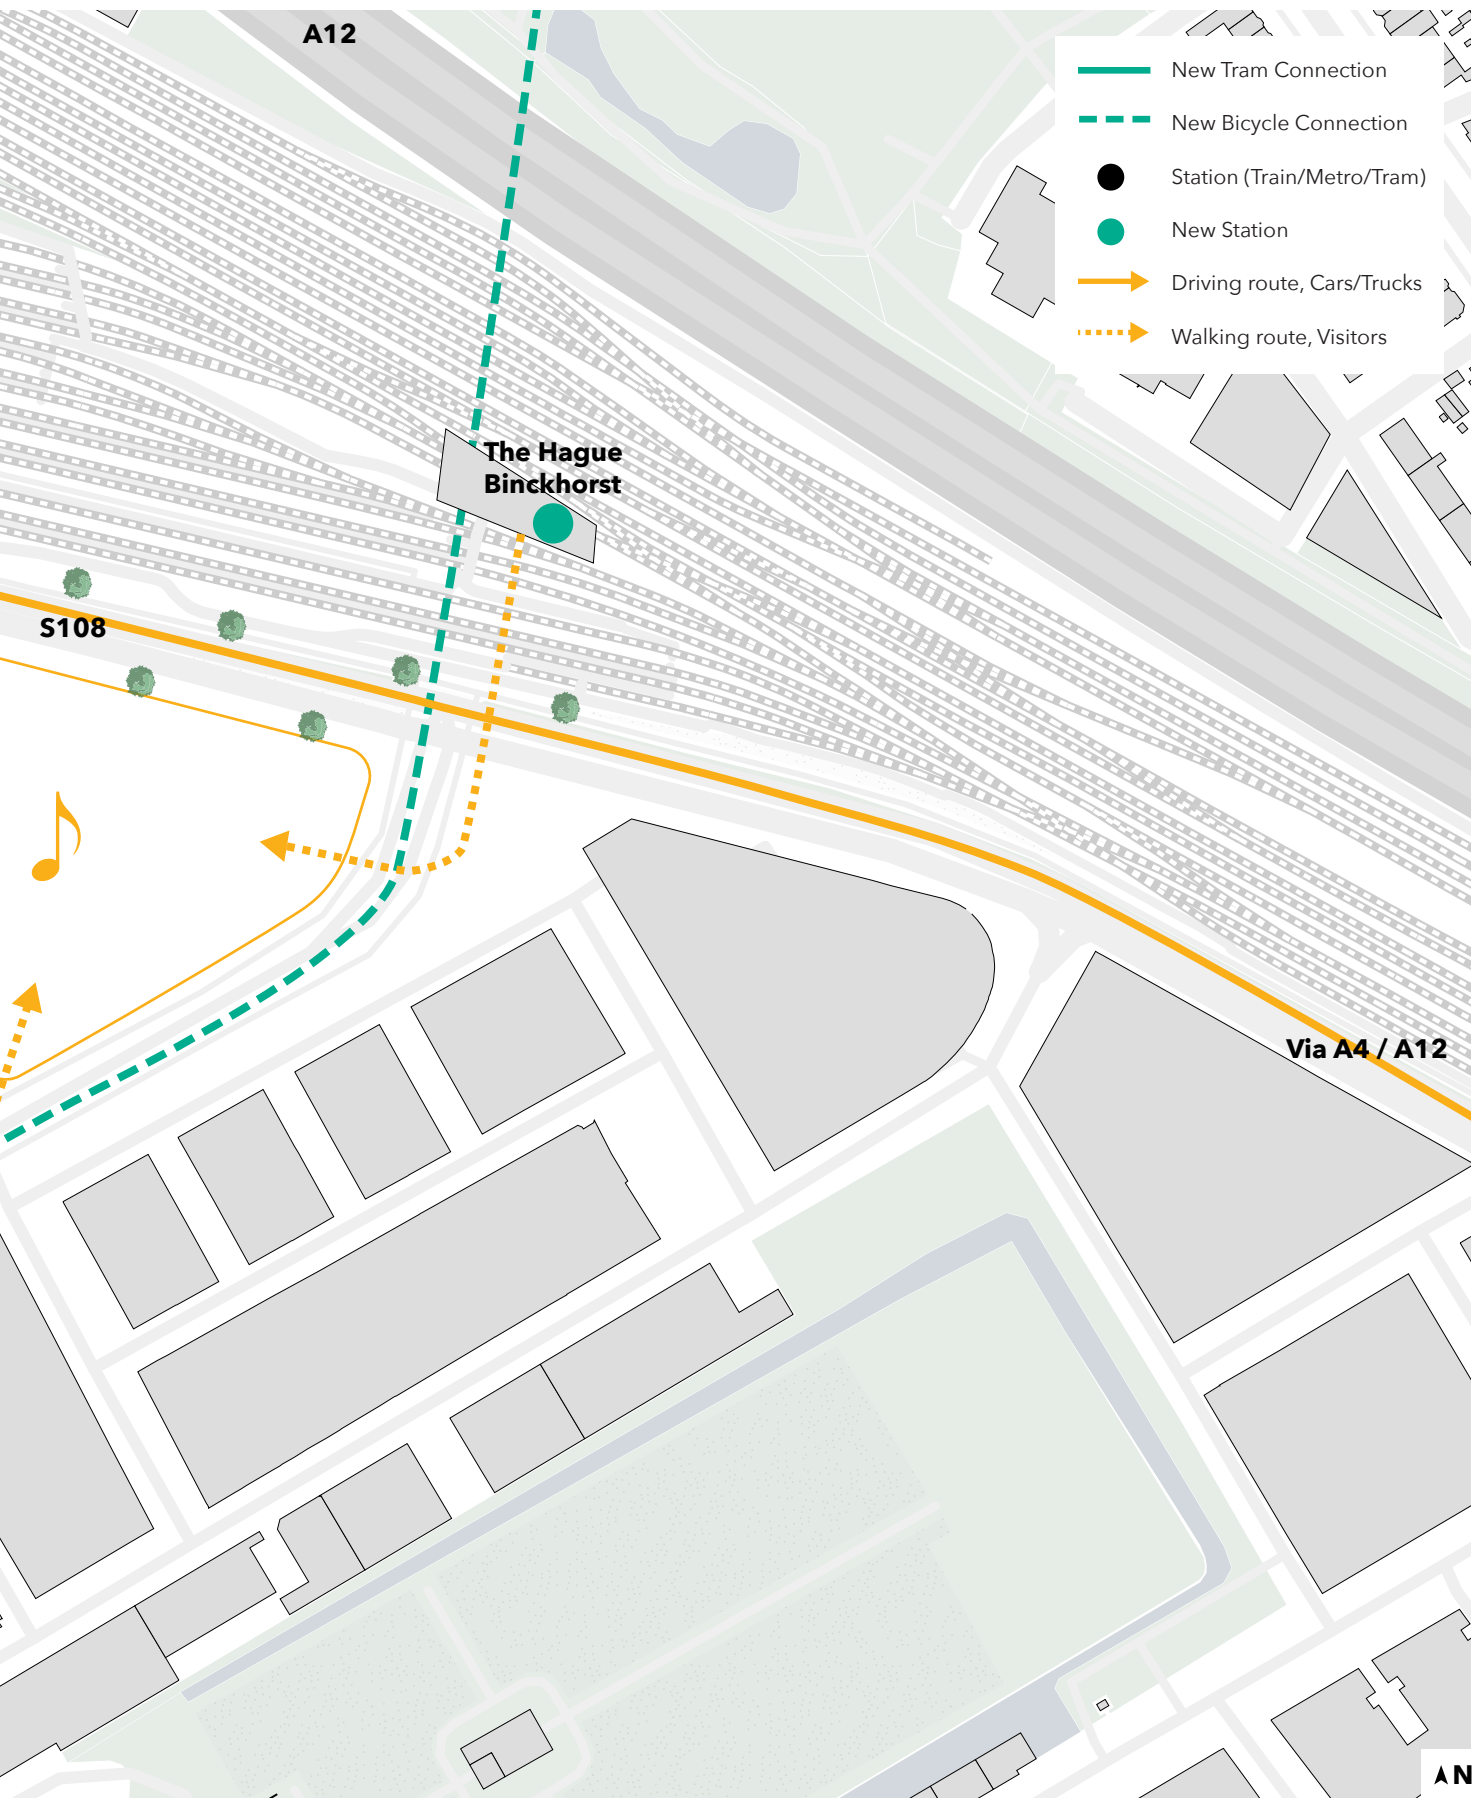 A12
New Tram Connection
New Bicycle Connection
Station (Train/Metro/Tram)
New Station
Driving route, Cars/Trucks
Walking route, Visitors
The Hague
Binckhorst
S108
Via A4 / A12
N